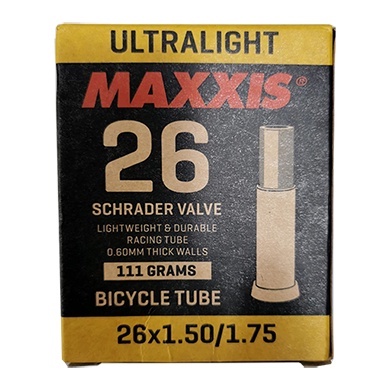 ULTRALIGHT
MAXXIS®
26
SCHRADER VALVE
LIGHTWEIGHT & DURABLE
RACING TUBE
0.60MM THICK WALLS
111 GRAMS
BICYCLE TUBE
26x1.50/1.75